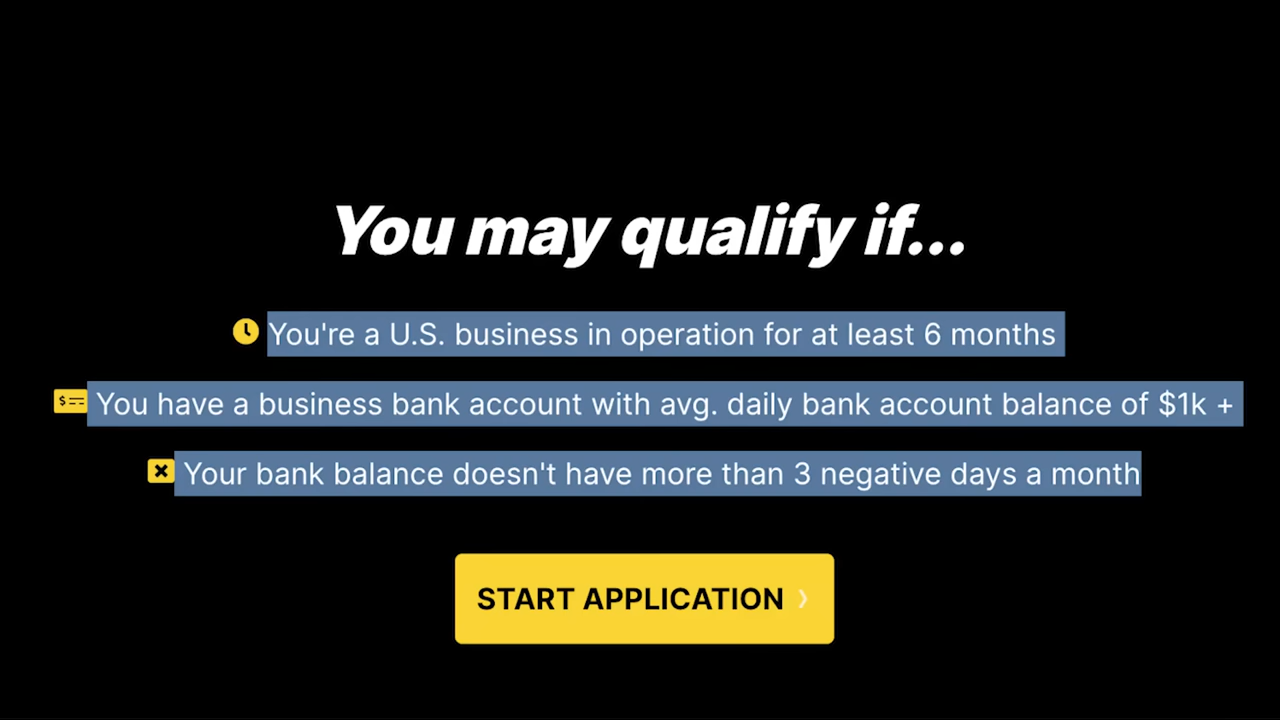 You may qualify if...
You're a U.S. business in operation for at least 6 months
You have a business bank account with avg. daily bank account balance of $1k +
Your bank balance doesn't have more than 3 negative days a month
START APPLICATION ›